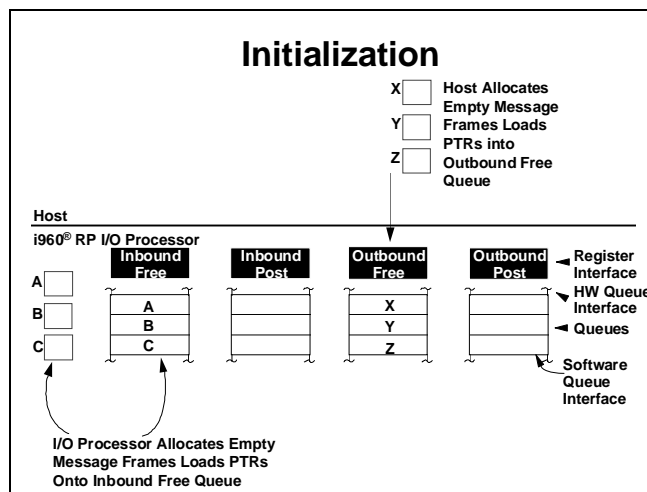 Initialization
X
Y
Z
Host Allocates
Empty Message
Frames Loads
PTRs into
Outbound Free
Queue
Host
i960® RP I/O Processor
Inbound
Free
Inbound
Post
Outbound
Free
Outbound
Post
Register
Interface
HW Queue
Interface
Queues
Software
Queue
Interface
A
B
C
A
B
C
X
Y
Z
I/O Processor Allocates Empty
Message Frames Loads PTRs
Onto Inbound Free Queue